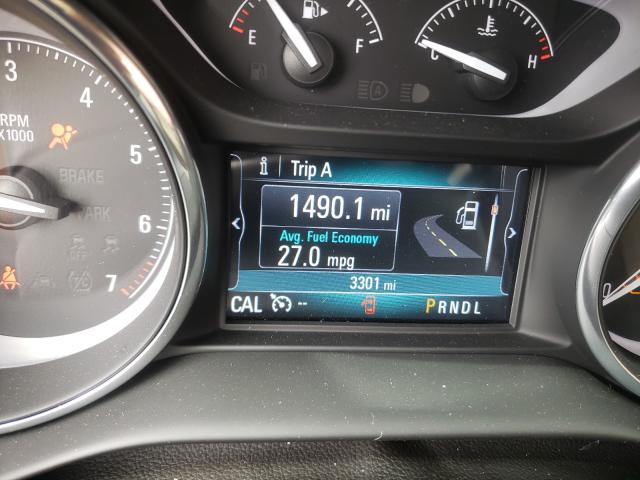 E F
C H
3
4
5
6
7
RPM
X1000
BRAKE
PARK
i Trip A
1490.1 mi
Avg. Fuel Economy
27.0 mpg
3301 mi
CAL -- PRNDL
0